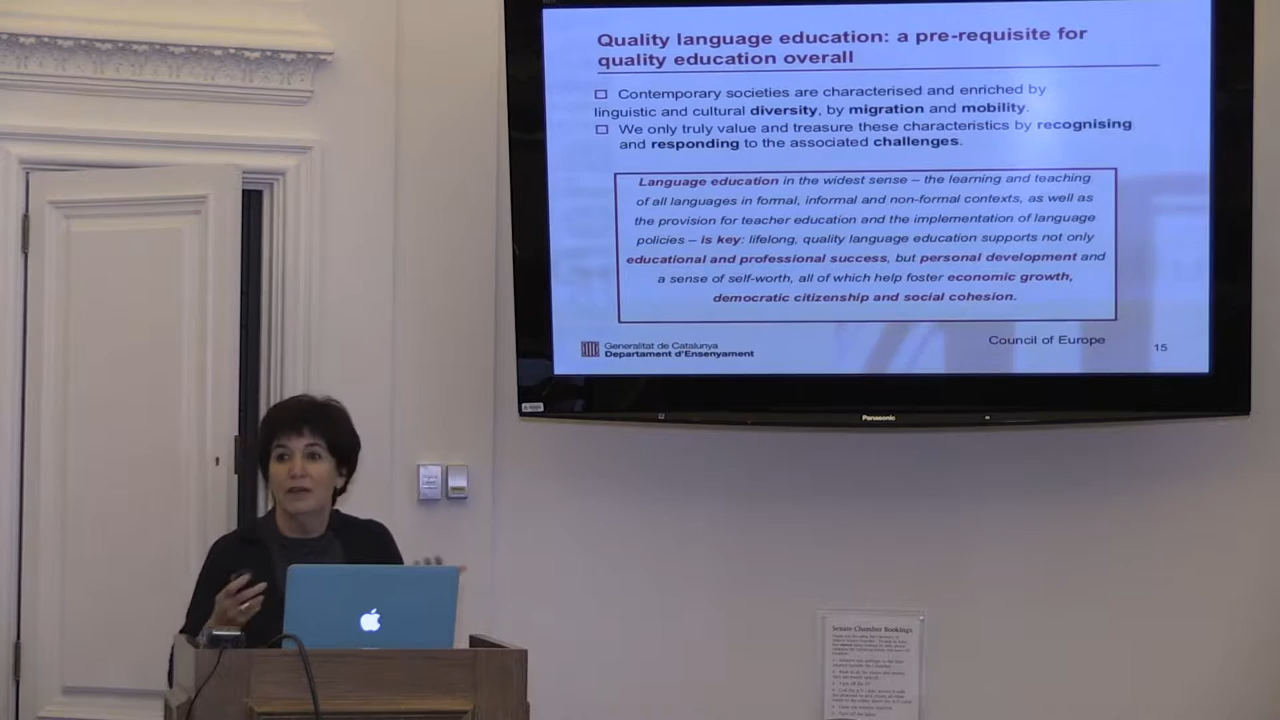 Quality language education: a pre-requisite for
quality education overall
Contemporary societies are characterised and enriched by
linguistic and cultural diversity, by migration and mobility.
We only truly value and treasure these characteristics by recognising
and responding to the associated challenges.
Language education in the widest sense – the learning and teaching
of all languages in formal, informal and non-formal contexts, as well as
the provision for teacher education and the implementation of language
policies – is key: lifelong, quality language education supports not only
educational and professional success, but personal development and
a sense of self-worth, all of which help foster economic growth,
democratic citizenship and social cohesion.
Generalitat de Catalunya
Departament d'Ensenyament
Council of Europe
15
Panasonic
Senate Chamber Bookings